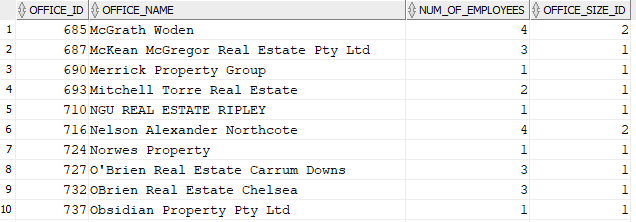 OFFICE_ID OFFICE_NAME NUM_OF_EMPLOYEES OFFICE_SIZE_ID
1 685 McGrath Woden 4 2
2 687 McKean McGregor Real Estate Pty Ltd 3 1
3 690 Merrick Property Group 1 1
4 693 Mitchell Torre Real Estate 2 1
5 710 NGU REAL ESTATE RIPLEY 1 1
6 716 Nelson Alexander Northcote 4 2
7 724 Norwes Property 1 1
8 727 O'Brien Real Estate Carrum Downs 3 1
9 732 OBrien Real Estate Chelsea 3 1
10 737 Obsidian Property Pty Ltd 1 1